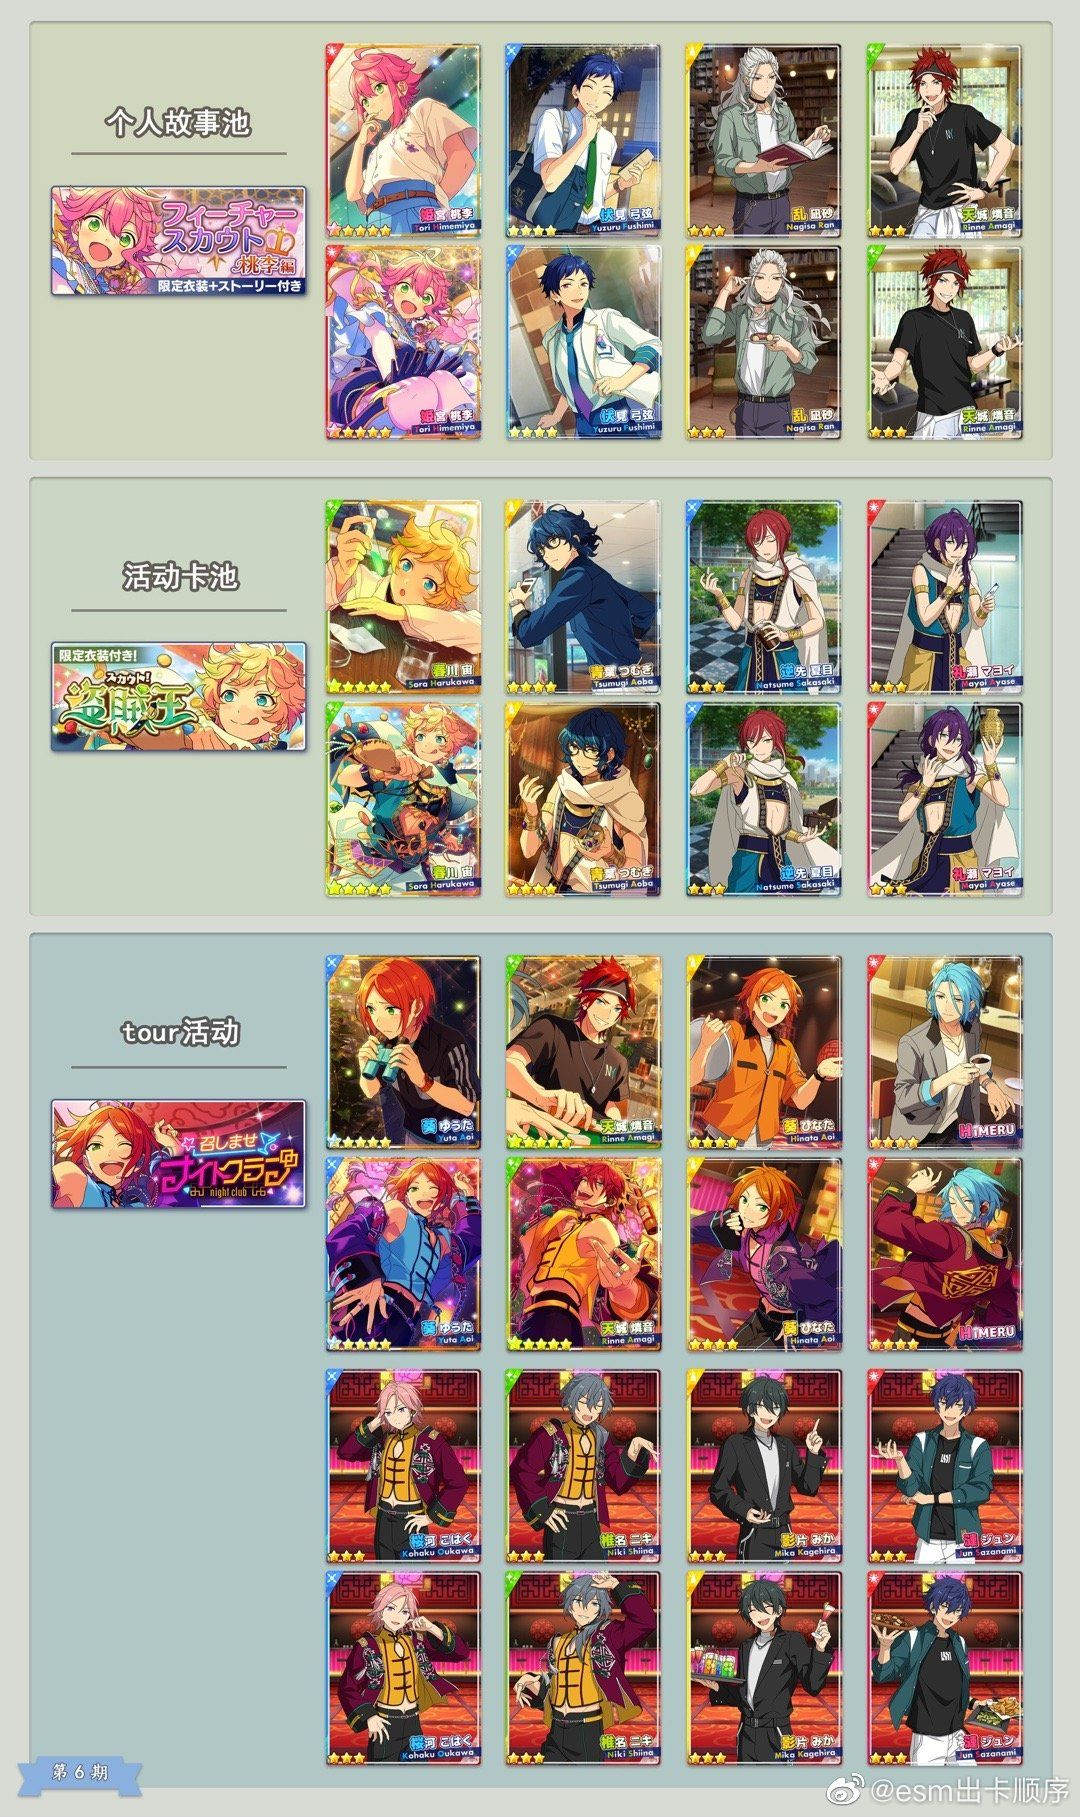 个人故事池
フィーチャー
スカウト
桃李編
限定衣装+ストーリー付き
姫宮 桃李
Tori Himemiya
伏見 弓弦
Yuzuru Fushimi
乱 凪砂
Nagisa Ran
天城 燐音
Rinne Amagi
姫宮 桃李
Tori Himemiya
伏見 弓弦
Yuzuru Fushimi
乱 凪砂
Nagisa Ran
天城 燐音
Rinne Amagi
活动卡池
限定衣装付き!
スカウト!
盗賊王
春川 宙
Sora Harukawa
青葉 つむぎ
Tsumugi Aoba
逆先 夏目
Natsume Sakasaki
礼瀬 マヨイ
Mayoi Ayase
春川 宙
Sora Harukawa
青葉 つむぎ
Tsumugi Aoba
逆先 夏目
Natsume Sakasaki
礼瀬 マヨイ
Mayoi Ayase
tour活动
召しませ
ナイトクラブ
night club
葵 ゆうた
Yuta Aoi
天城 燐音
Rinne Amagi
葵 ひなた
Hinata Aoi
HiMERU
葵 ゆうた
Yuta Aoi
天城 燐音
Rinne Amagi
葵 ひなた
Hinata Aoi
HiMERU
桜河 こはく
Kohaku Oukawa
椎名 ニキ
Niki Shiina
影片 みか
Mika Kagehira
漣 ジュン
Jun Sazanami
桜河 こはく
Kohaku Oukawa
椎名 ニキ
Niki Shiina
影片 みか
Mika Kagehira
漣 ジュン
Jun Sazanami
第 6 期
@esm出卡顺序